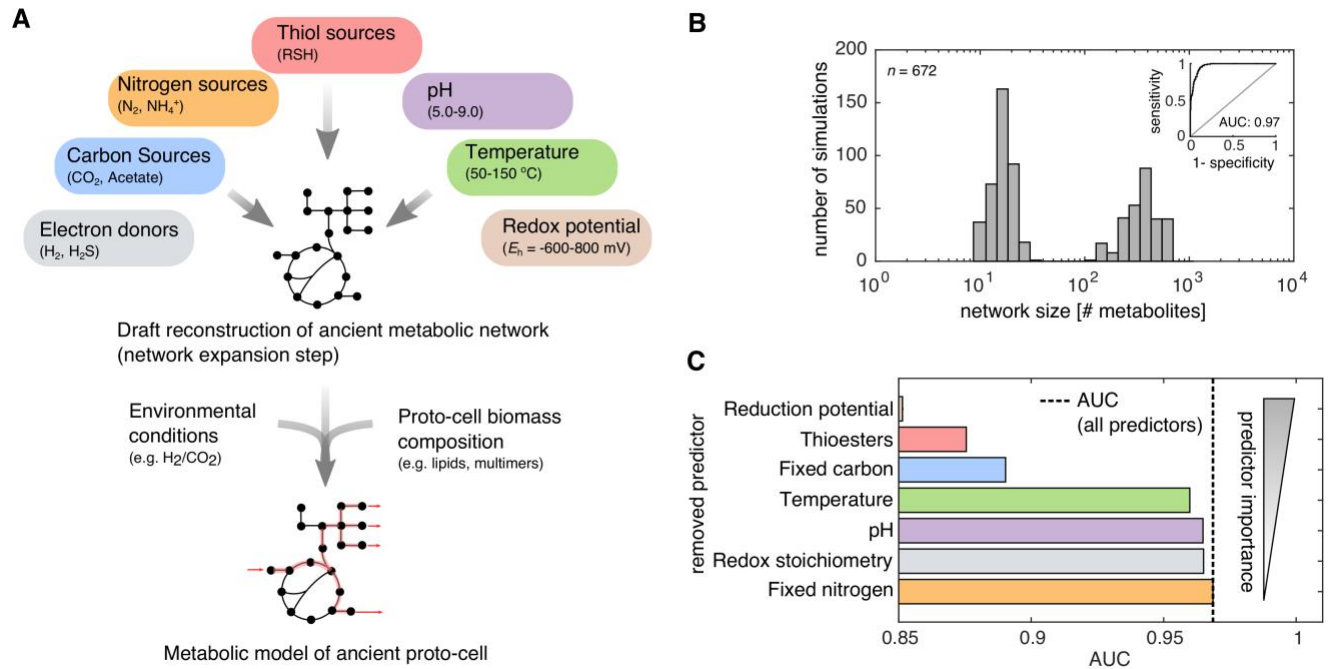 A
Thiol sources
(RSH)
Nitrogen sources
(N2, NH4+)
pH
(5.0-9.0)
Carbon Sources
(CO2, Acetate)
Temperature
(50-150 ºC)
Electron donors
(H2, H2S)
Redox potential
(Eh = -600-800 mV)
Draft reconstruction of ancient metabolic network
(network expansion step)
Environmental
conditions
(e.g. H2/CO2)
Proto-cell biomass
composition
(e.g. lipids, multimers)
Metabolic model of ancient proto-cell
B
number of simulations
200
150
100
50
0
n = 672
10^0
10^1
10^2
10^3
10^4
network size [# metabolites]
sensitivity
1
0.5
0
AUC: 0.97
0
0.5
1
1- specificity
C
removed predictor
Reduction potential
Thioesters
Fixed carbon
Temperature
pH
Redox stoichiometry
Fixed nitrogen
AUC
(all predictors)
predictor importance
0.85
0.9
0.95
1
AUC